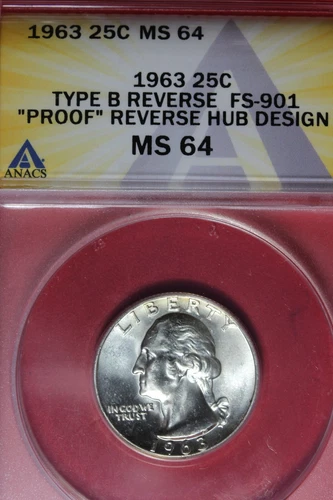 1963 25C MS 64
1963 25C
TYPE B REVERSE FS-901
"PROOF" REVERSE HUB DESIGN
MS 64
ANACS
LIBERTY
IN GOD WE
TRUST
1963